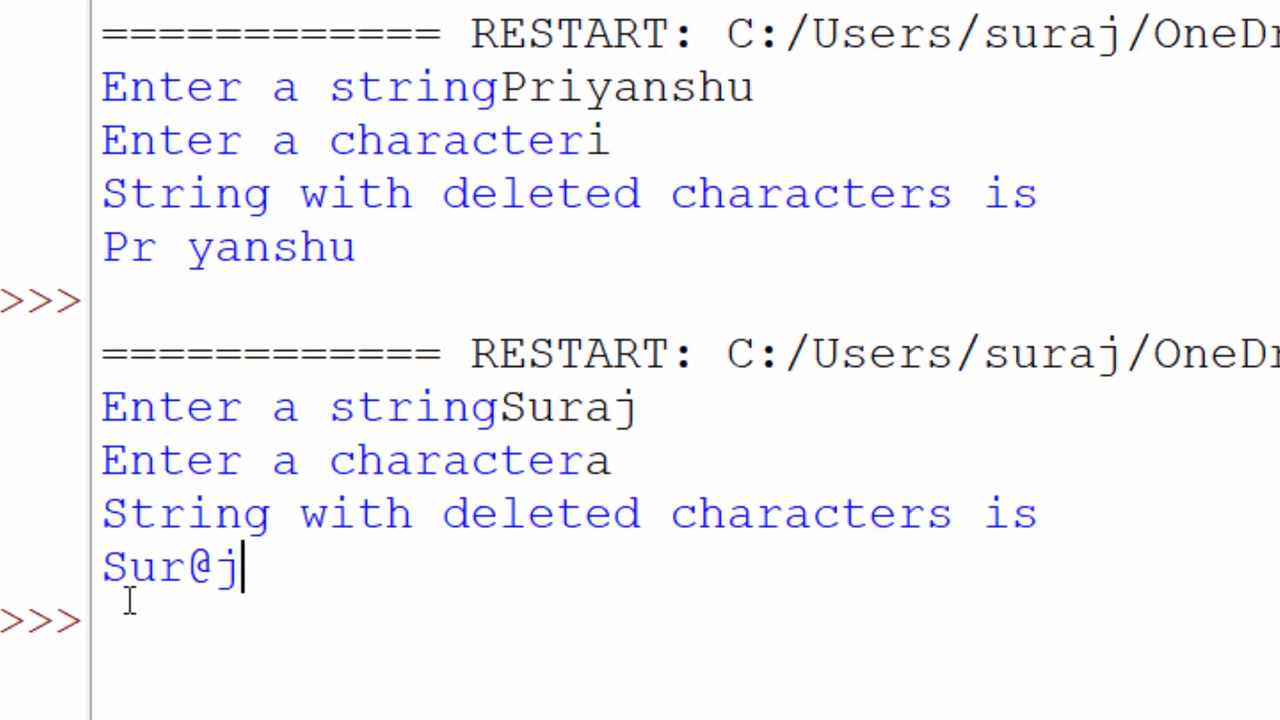 ============ RESTART: C:/Users/suraj/OneDr
Enter a stringPriyanshu
Enter a characteri
String with deleted characters is
Pr yanshu
>>>
============ RESTART: C:/Users/suraj/OneDr
Enter a stringSuraj
Enter a charactera
String with deleted characters is
Sur@j
>>>